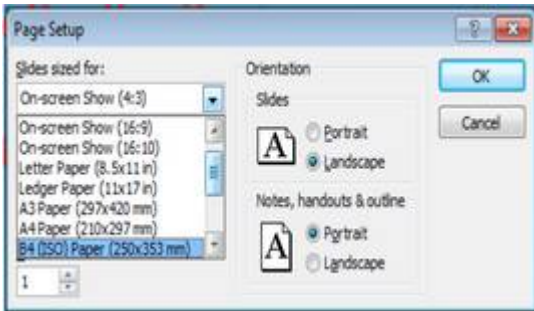 Page Setup
Slides sized for:
On-screen Show (4:3)
On-screen Show (16:9)
On-screen Show (16:10)
Letter Paper (8.5x11 in)
Ledger Paper (11x17 in)
A3 Paper (297x420 mm)
A4 Paper (210x297 mm)
B4 (ISO) Paper (250x353 mm)
1
Orientation
Slides
A
Portrait
Landscape
Notes, handouts & outline
A
Portrait
Landscape
OK
Cancel